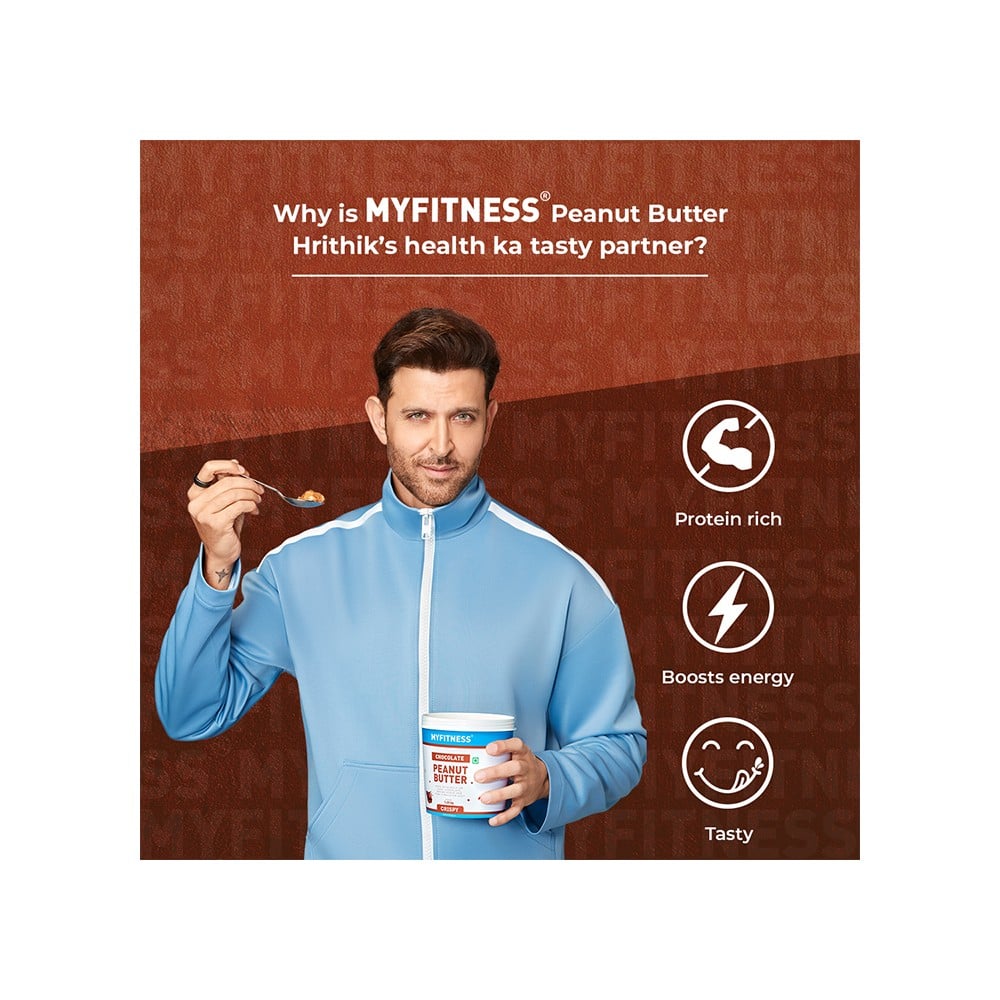 Why is MYFITNESS® Peanut Butter
Hrithik's health ka tasty partner?
Protein rich
Boosts energy
MYFITNESS®
CHOCOLATE
PEANUT
BUTTER
CRISPY
Tasty